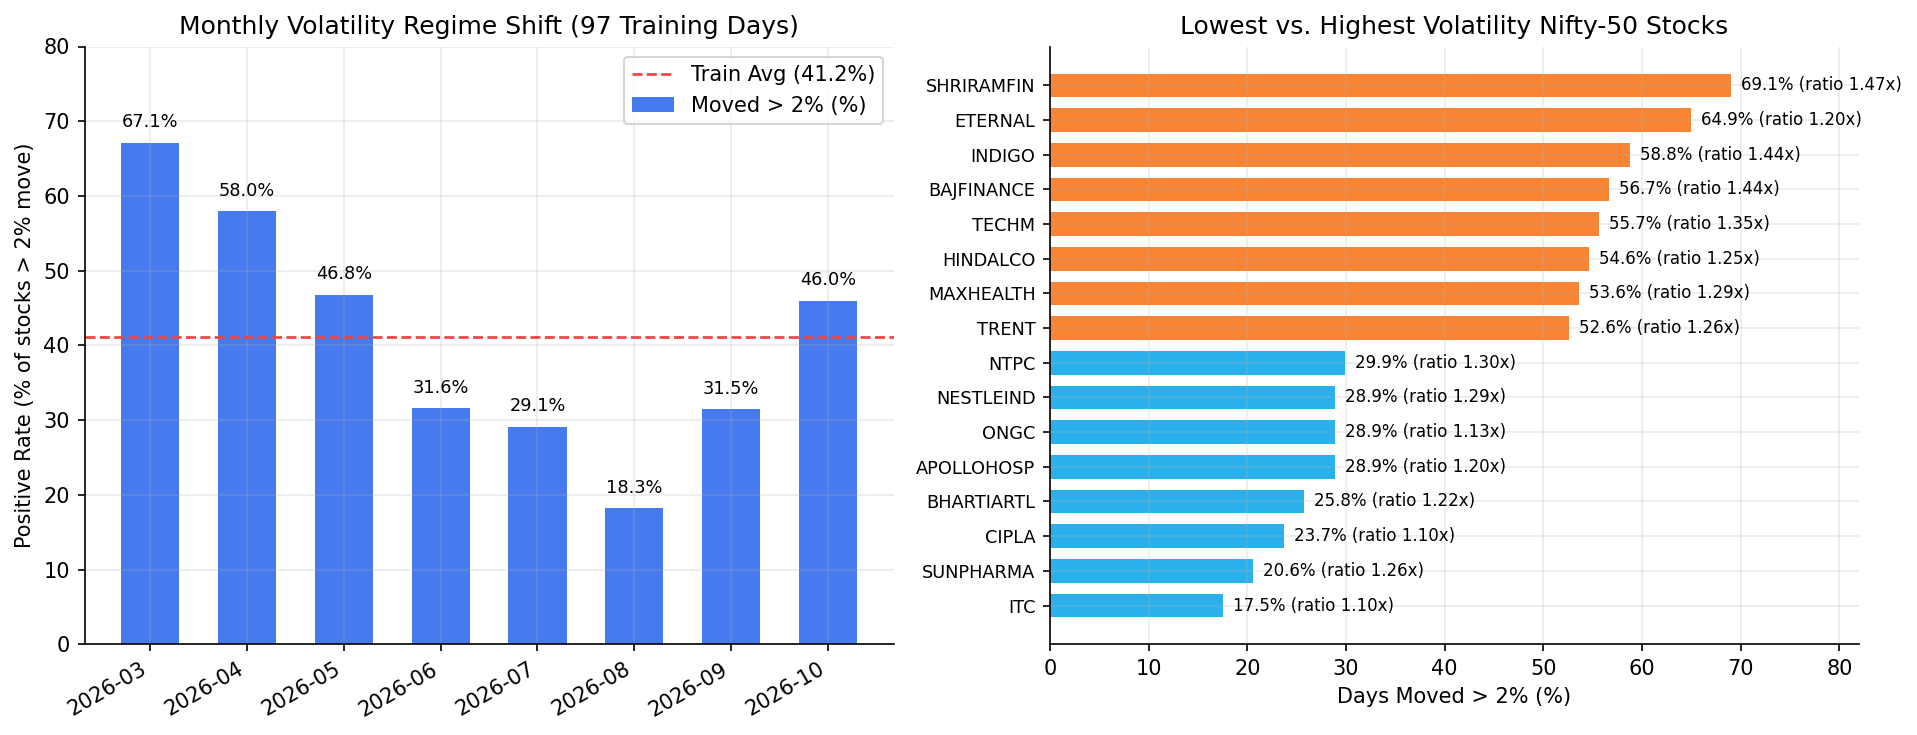 Monthly Volatility Regime Shift (97 Training Days)
Positive Rate (% of stocks > 2% move)
80
70
60
50
40
30
20
10
0
Train Avg (41.2%)
Moved > 2% (%)
67.1%
58.0%
46.8%
31.6%
29.1%
18.3%
31.5%
46.0%
2026-03
2026-04
2026-05
2026-06
2026-07
2026-08
2026-09
2026-10
Lowest vs. Highest Volatility Nifty-50 Stocks
SHRIRAMFIN 69.1% (ratio 1.47x)
ETERNAL 64.9% (ratio 1.20x)
INDIGO 58.8% (ratio 1.44x)
BAJFINANCE 56.7% (ratio 1.44x)
TECHM 55.7% (ratio 1.35x)
HINDALCO 54.6% (ratio 1.25x)
MAXHEALTH 53.6% (ratio 1.29x)
TRENT 52.6% (ratio 1.26x)
NTPC 29.9% (ratio 1.30x)
NESTLEIND 28.9% (ratio 1.29x)
ONGC 28.9% (ratio 1.13x)
APOLLOHOSP 28.9% (ratio 1.20x)
BHARTIARTL 25.8% (ratio 1.22x)
CIPLA 23.7% (ratio 1.10x)
SUNPHARMA 20.6% (ratio 1.26x)
ITC 17.5% (ratio 1.10x)
0 10 20 30 40 50 60 70 80
Days Moved > 2% (%)